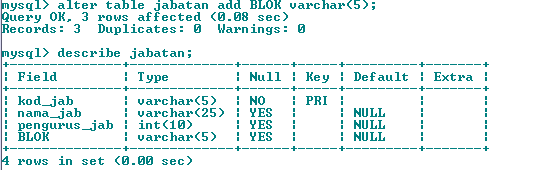 mysql> alter table jabatan add BLOK varchar(5);
Query OK, 3 rows affected (0.08 sec)
Records: 3  Duplicates: 0  Warnings: 0
mysql> describe jabatan;
+--------------+-------------+------+-----+---------+-------+
| Field        | Type        | Null | Key | Default | Extra |
+--------------+-------------+------+-----+---------+-------+
| kod_jab      | varchar(5)  | NO   | PRI |         |       |
| nama_jab     | varchar(25) | YES  |     | NULL    |       |
| pengurus_jab | int(10)     | YES  |     | NULL    |       |
| BLOK         | varchar(5)  | YES  |     | NULL    |       |
+--------------+-------------+------+-----+---------+-------+
4 rows in set (0.00 sec)